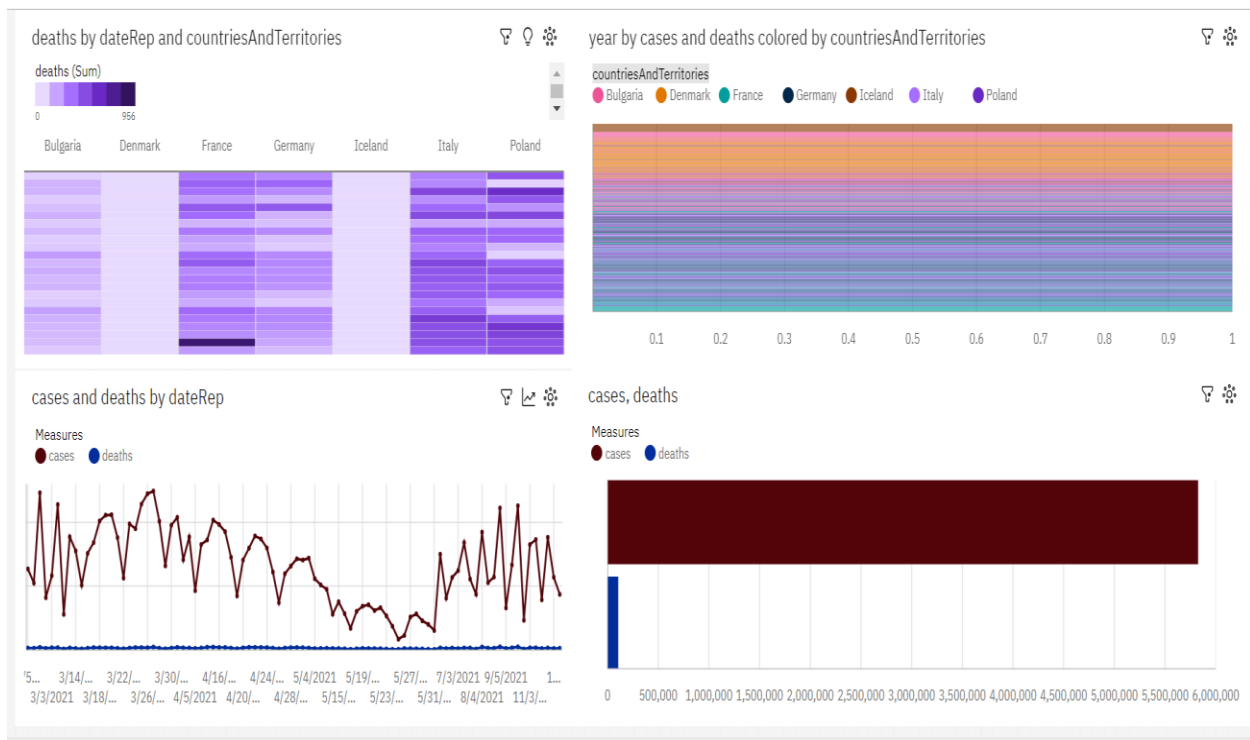 deaths by dateRep and countriesAndTerritories
deaths (Sum)
0 956
Bulgaria Denmark France Germany Iceland Italy Poland
year by cases and deaths colored by countriesAndTerritories
countriesAndTerritories
Bulgaria Denmark France Germany Iceland Italy Poland
0.1 0.2 0.3 0.4 0.5 0.6 0.7 0.8 0.9 1
cases and deaths by dateRep
Measures
cases deaths
'5... 3/14/... 3/22/... 3/30/... 4/16/... 4/24/... 5/4/2021 5/19/... 5/27/... 7/3/2021 9/5/2021 1...
3/3/2021 3/18/... 3/26/... 4/5/2021 4/20/... 4/28/... 5/15/... 5/23/... 5/31/... 8/4/2021 11/3/...
cases, deaths
Measures
cases deaths
0 500,000 1,000,000 1,500,000 2,000,000 2,500,000 3,000,000 3,500,000 4,000,000 4,500,000 5,000,000 5,500,000 6,000,000